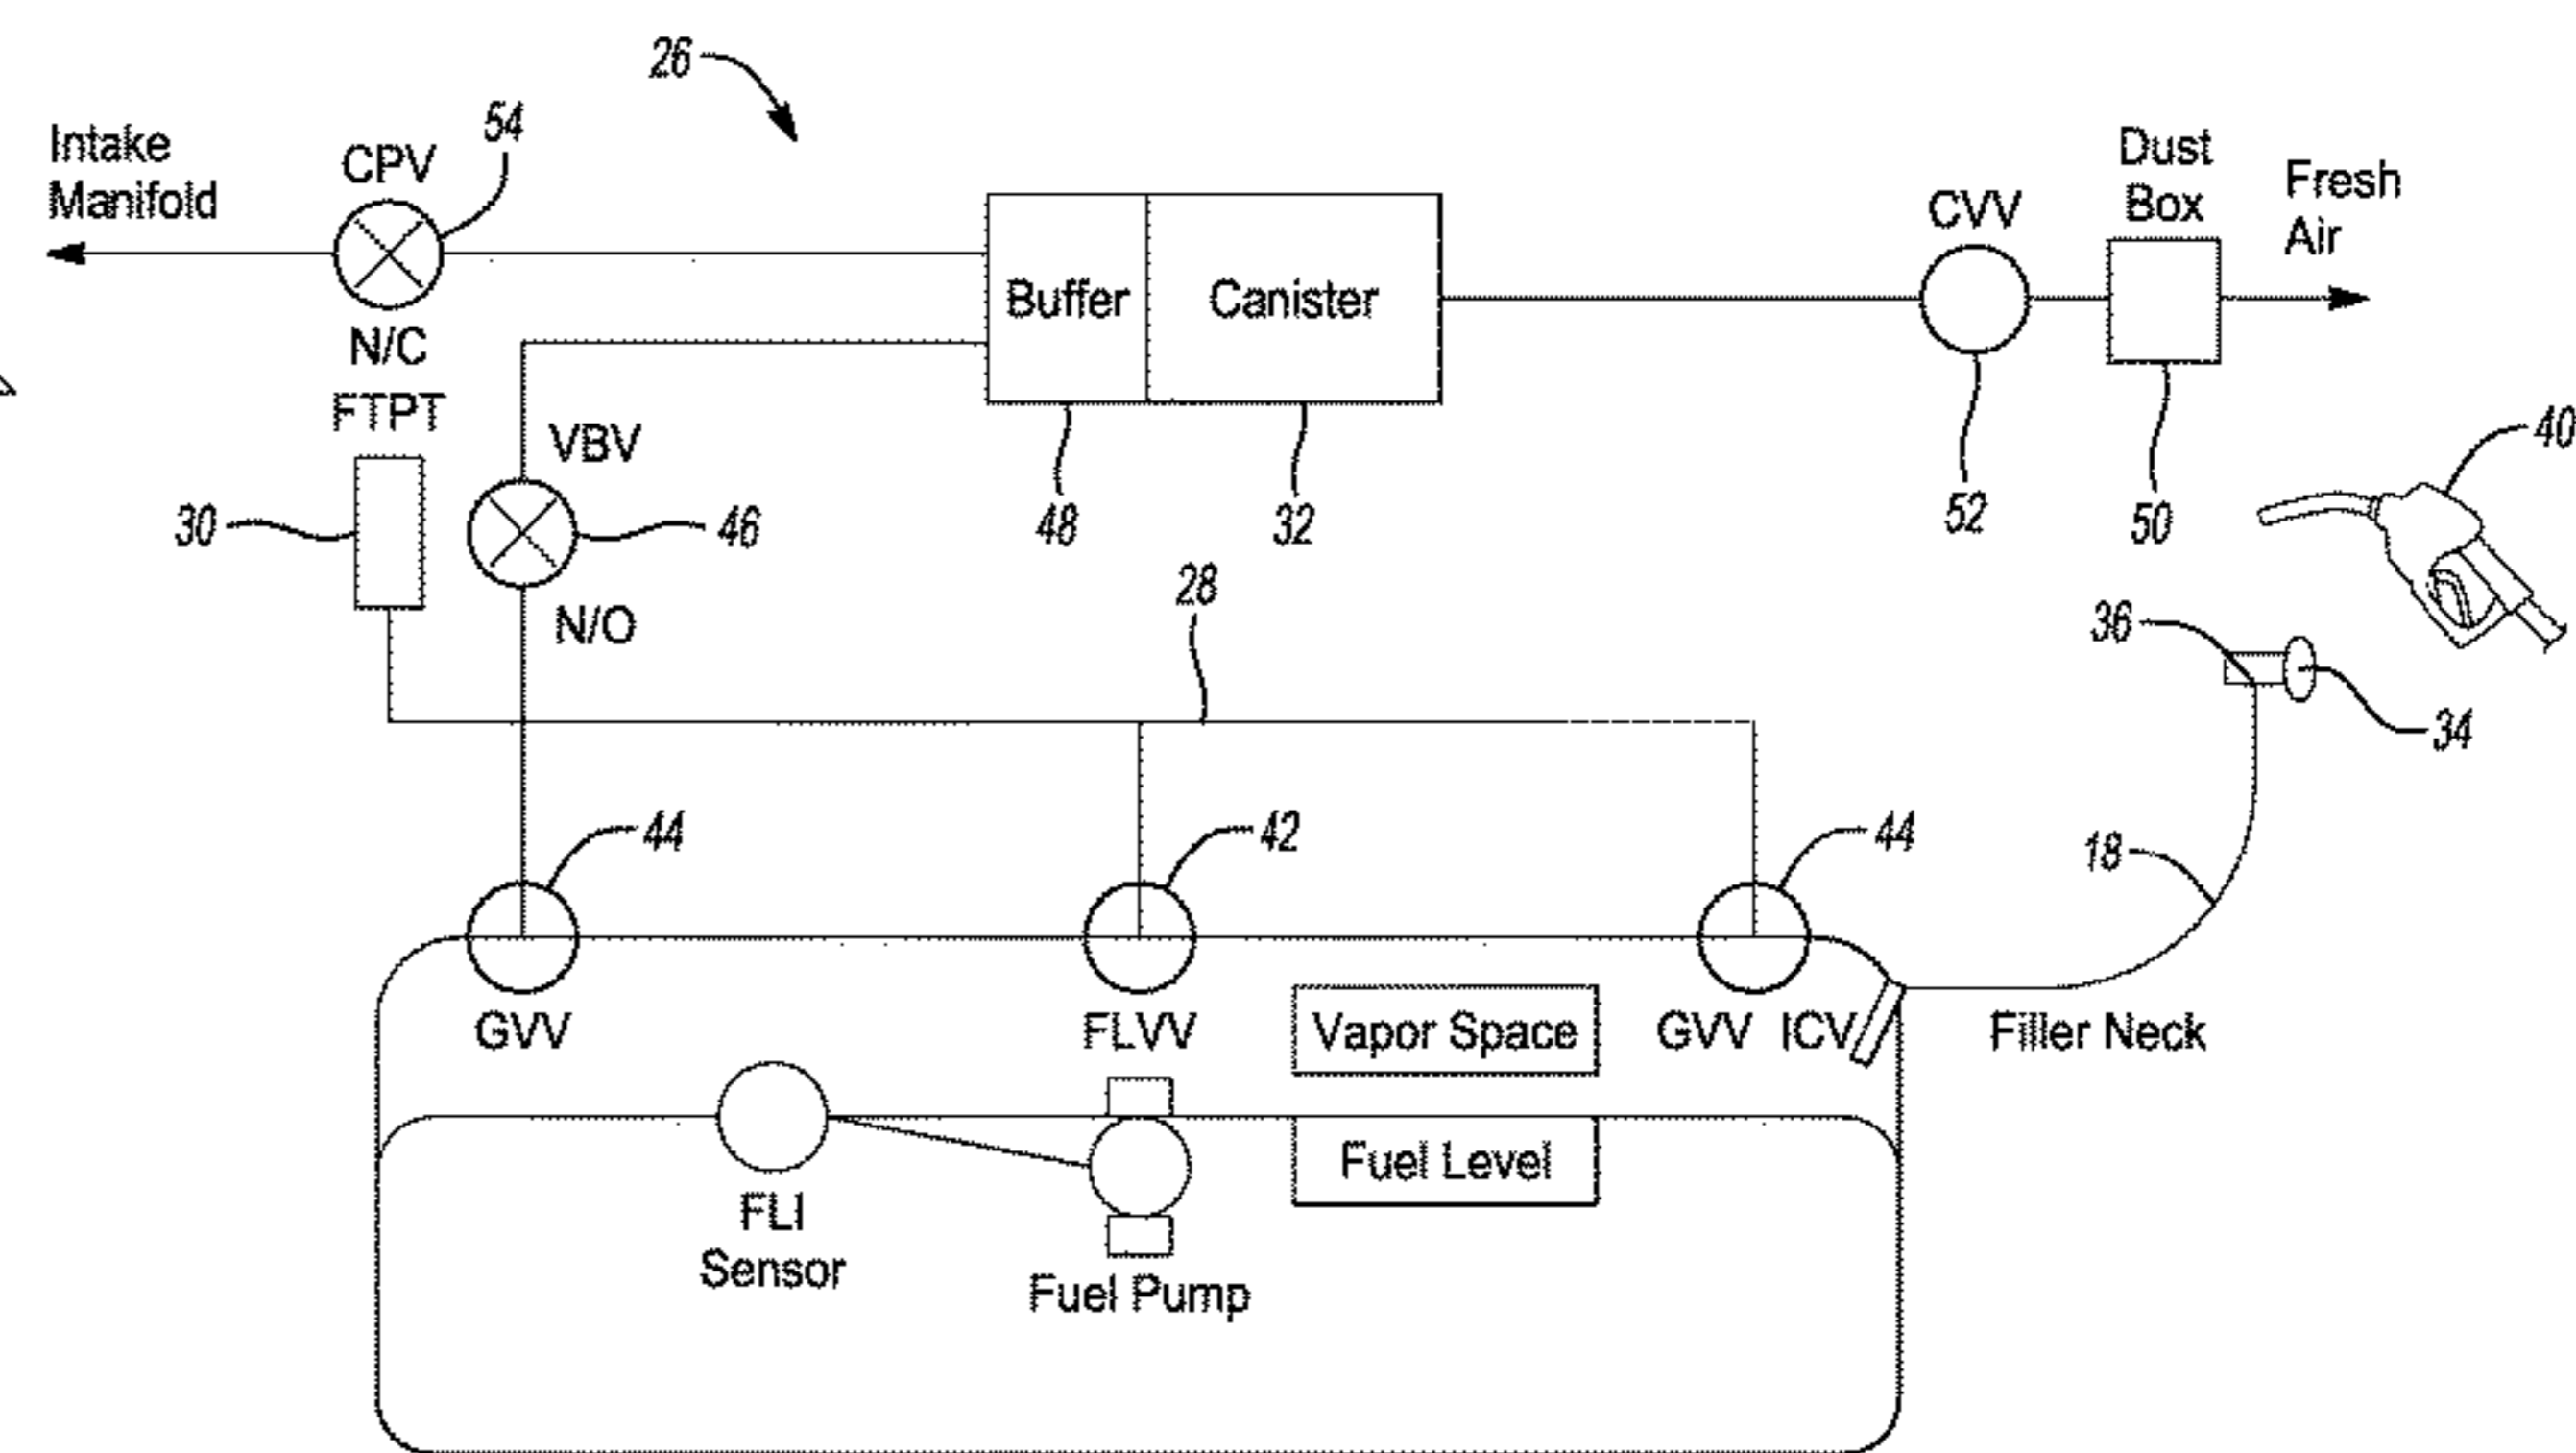 26
54
Intake
Manifold
CPV
N/C
Dust
Box
Fresh
Air
CVV
Buffer
Canister
FTPT
VBV
40
30
46
48
32
52
50
N/O
28
36
34
44
42
44
18
GVV
FLVV
Vapor Space
GVV
ICV
Filler Neck
Fuel Level
FLI
Sensor
Fuel Pump